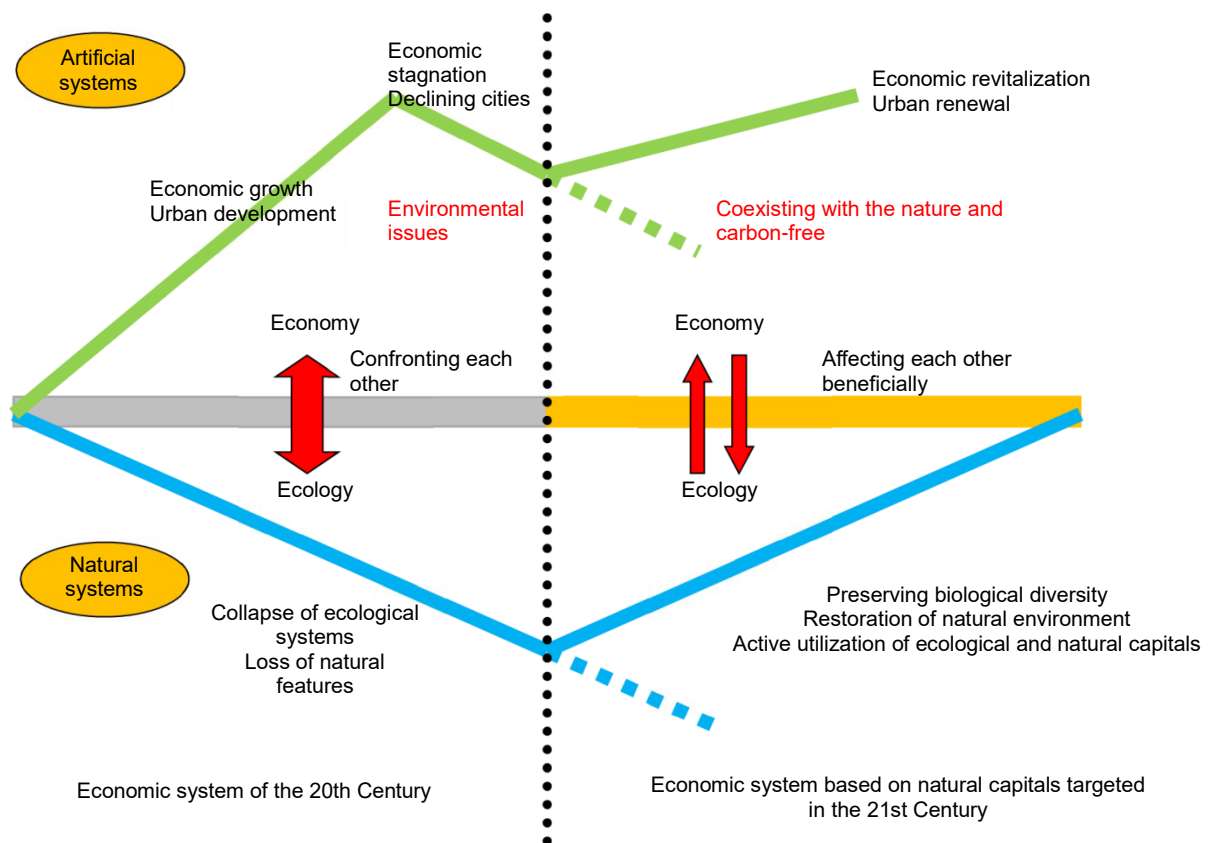 Artificial
systems
Economic
stagnation
Declining cities
Economic revitalization
Urban renewal
Economic growth
Urban development
Environmental
issues
Coexisting with the nature and
carbon-free
Economy
Confronting each
other
Ecology
Economy
Affecting each other
beneficially
Ecology
Natural
systems
Collapse of ecological
systems
Loss of natural
features
Preserving biological diversity
Restoration of natural environment
Active utilization of ecological and natural capitals
Economic system of the 20th Century
Economic system based on natural capitals targeted
in the 21st Century